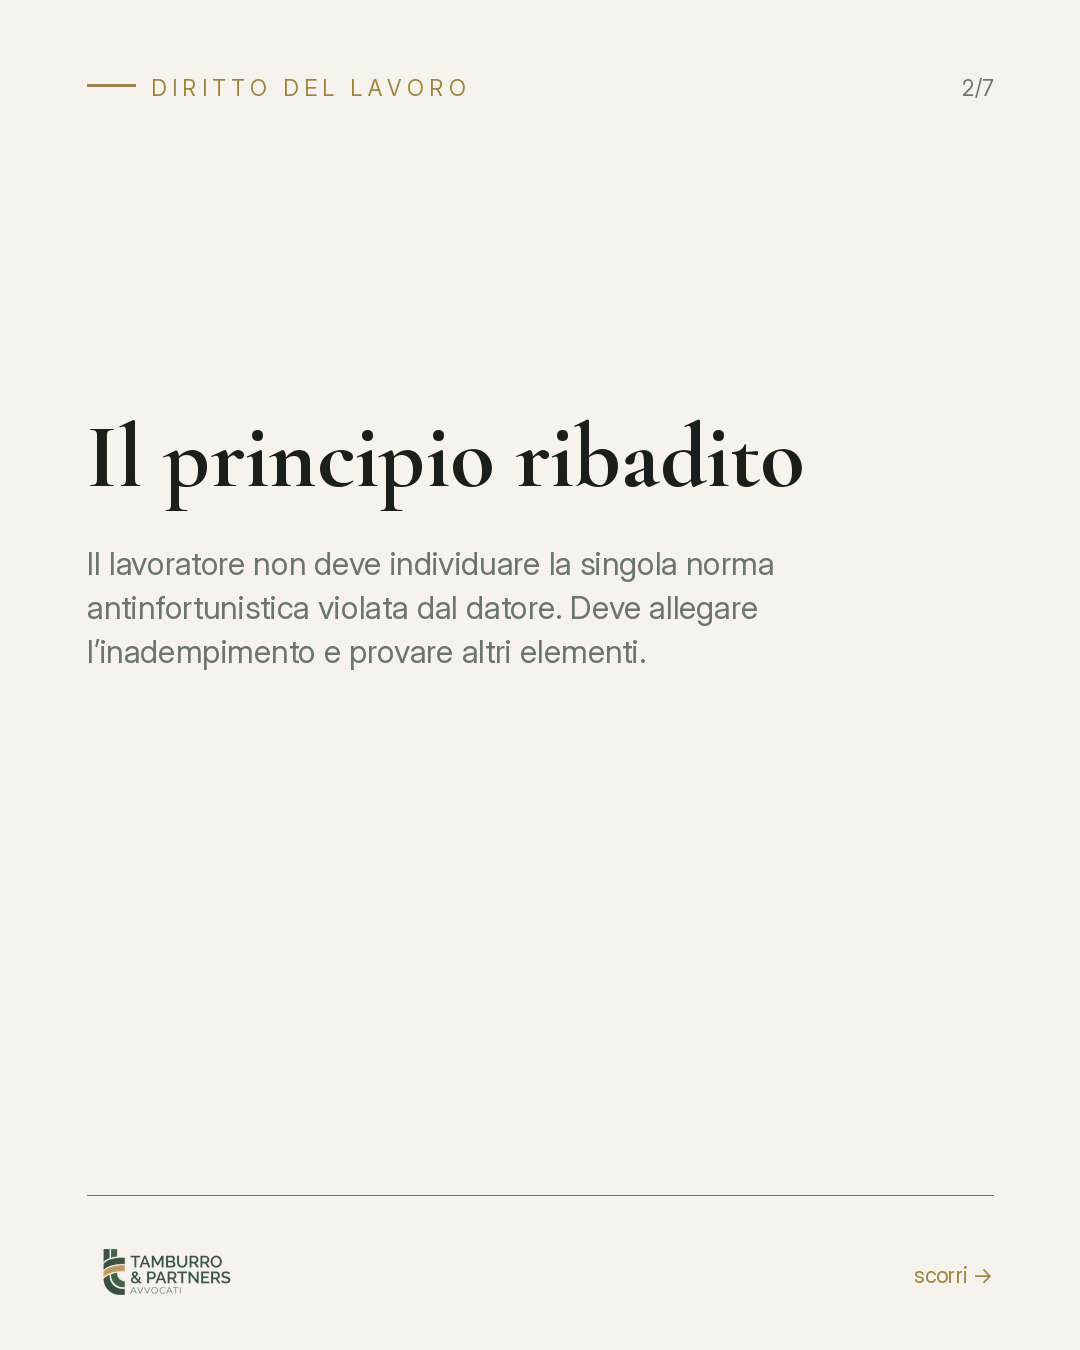 DIRITTO DEL LAVORO
2/7
Il principio ribadito
Il lavoratore non deve individuare la singola norma
antinfortunistica violata dal datore. Deve allegare
l'inadempimento e provare altri elementi.
TAMBURRO
& PARTNERS
AVVOCATI
scorri →